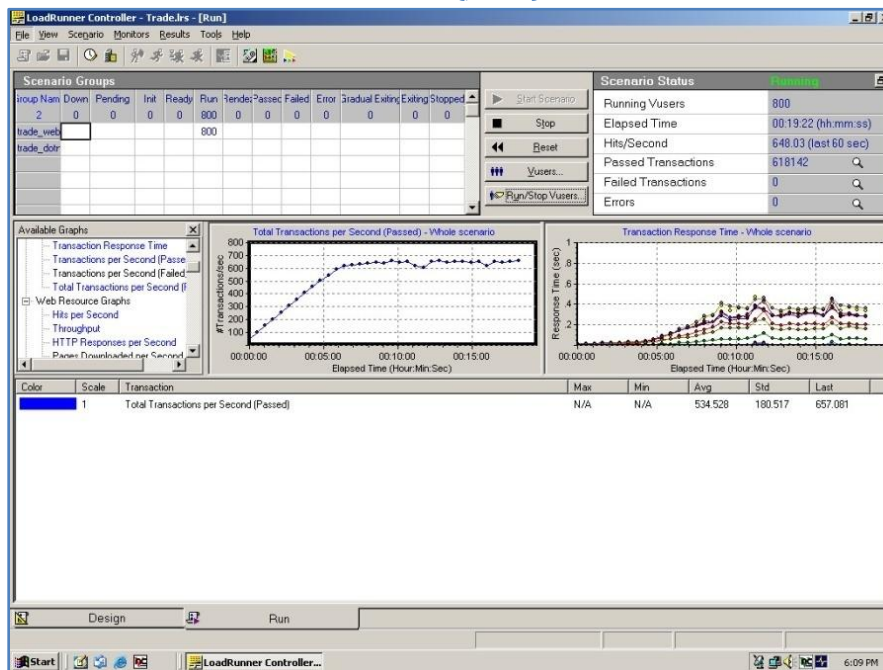 LoadRunner Controller - Trade.lrs - [Run]
File View Scenario Monitors Results Tools Help
Scenario Groups
Group Nam Down Pending Init Ready Run Passed Failed Error Gradual Exiting Exiting Stopped
2 0 0 0 0 800 0 0 0 0 0 0 0
trade_web 800
Start Scenario
Stop
Reset
Vusers...
Run/Stop Vusers...
Scenario Status Running
Running Vusers 800
Elapsed Time 00:19:22 (hh:mm:ss)
Hits/Second 648.03 (last 60 sec)
Passed Transactions 618142
Failed Transactions 0
Errors 0
Available Graphs
Transaction Response Time
Transactions per Second (Passe
Transactions per Second (Failed,
Total Transactions per Second (F
Web Resource Graphs
Hits per Second
Throughput
HTTP Responses per Second
Pages Downloaded per Second
Total Transactions per Second (Passed) - Whole scenario
#Transactions/sec
800
700
600
500
400
300
200
100
00:00:00 00:05:00 00:10:00 00:15:00
Elapsed Time (Hour:Min:Sec)
Transaction Response Time - Whole scenario
Response Time (sec)
1
.8
.6
.4
.2
00:00:00 00:05:00 00:10:00 00:15:00
Elapsed Time (Hour:Min:Sec)
Color Scale Transaction Max Min Avg Std Last
1 Total Transactions per Second (Passed) N/A N/A 534.528 180.517 657.081
Design Run
Start LoadRunner Controller... 6:09 PM